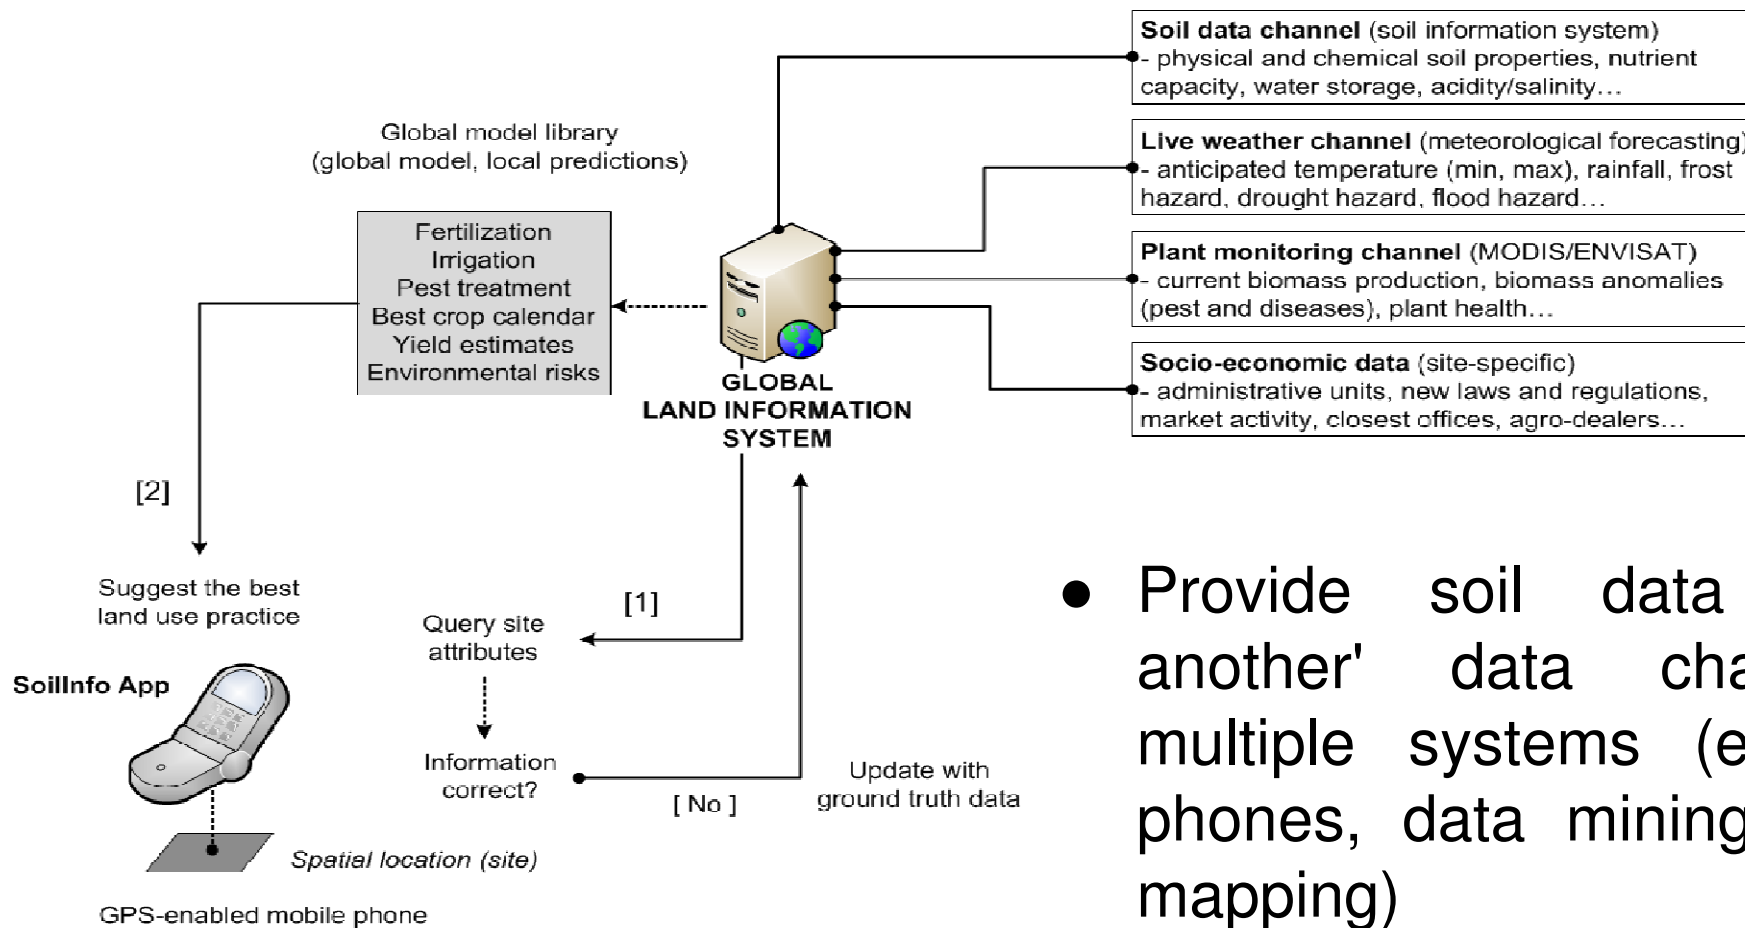 Soil data channel (soil information system)
- physical and chemical soil properties, nutrient
capacity, water storage, acidity/salinity…
Global model library
(global model, local predictions)
Live weather channel (meteorological forecasting)
- anticipated temperature (min, max), rainfall, frost
hazard, drought hazard, flood hazard…
Fertilization
Irrigation
Pest treatment
Best crop calendar
Yield estimates
Environmental risks
Plant monitoring channel (MODIS/ENVISAT)
- current biomass production, biomass anomalies
(pest and diseases), plant health…
GLOBAL
LAND INFORMATION
SYSTEM
Socio-economic data (site-specific)
- administrative units, new laws and regulations,
market activity, closest offices, agro-dealers…
[2]
Suggest the best
land use practice
[1]
Query site
attributes
SoilInfo App
Information
correct?
[ No ]
Update with
ground truth data
Spatial location (site)
GPS-enabled mobile phone
● Provide soil data
another' data
multiple systems
phones, data mining
mapping)